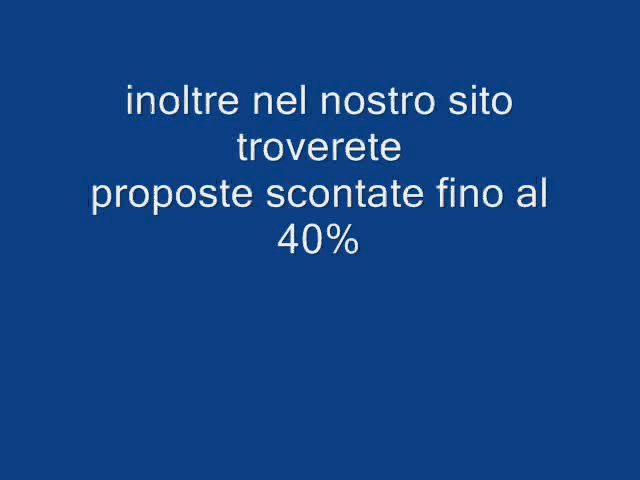 inoltre nel nostro sito
troverete
proposte scontate fino al
40%